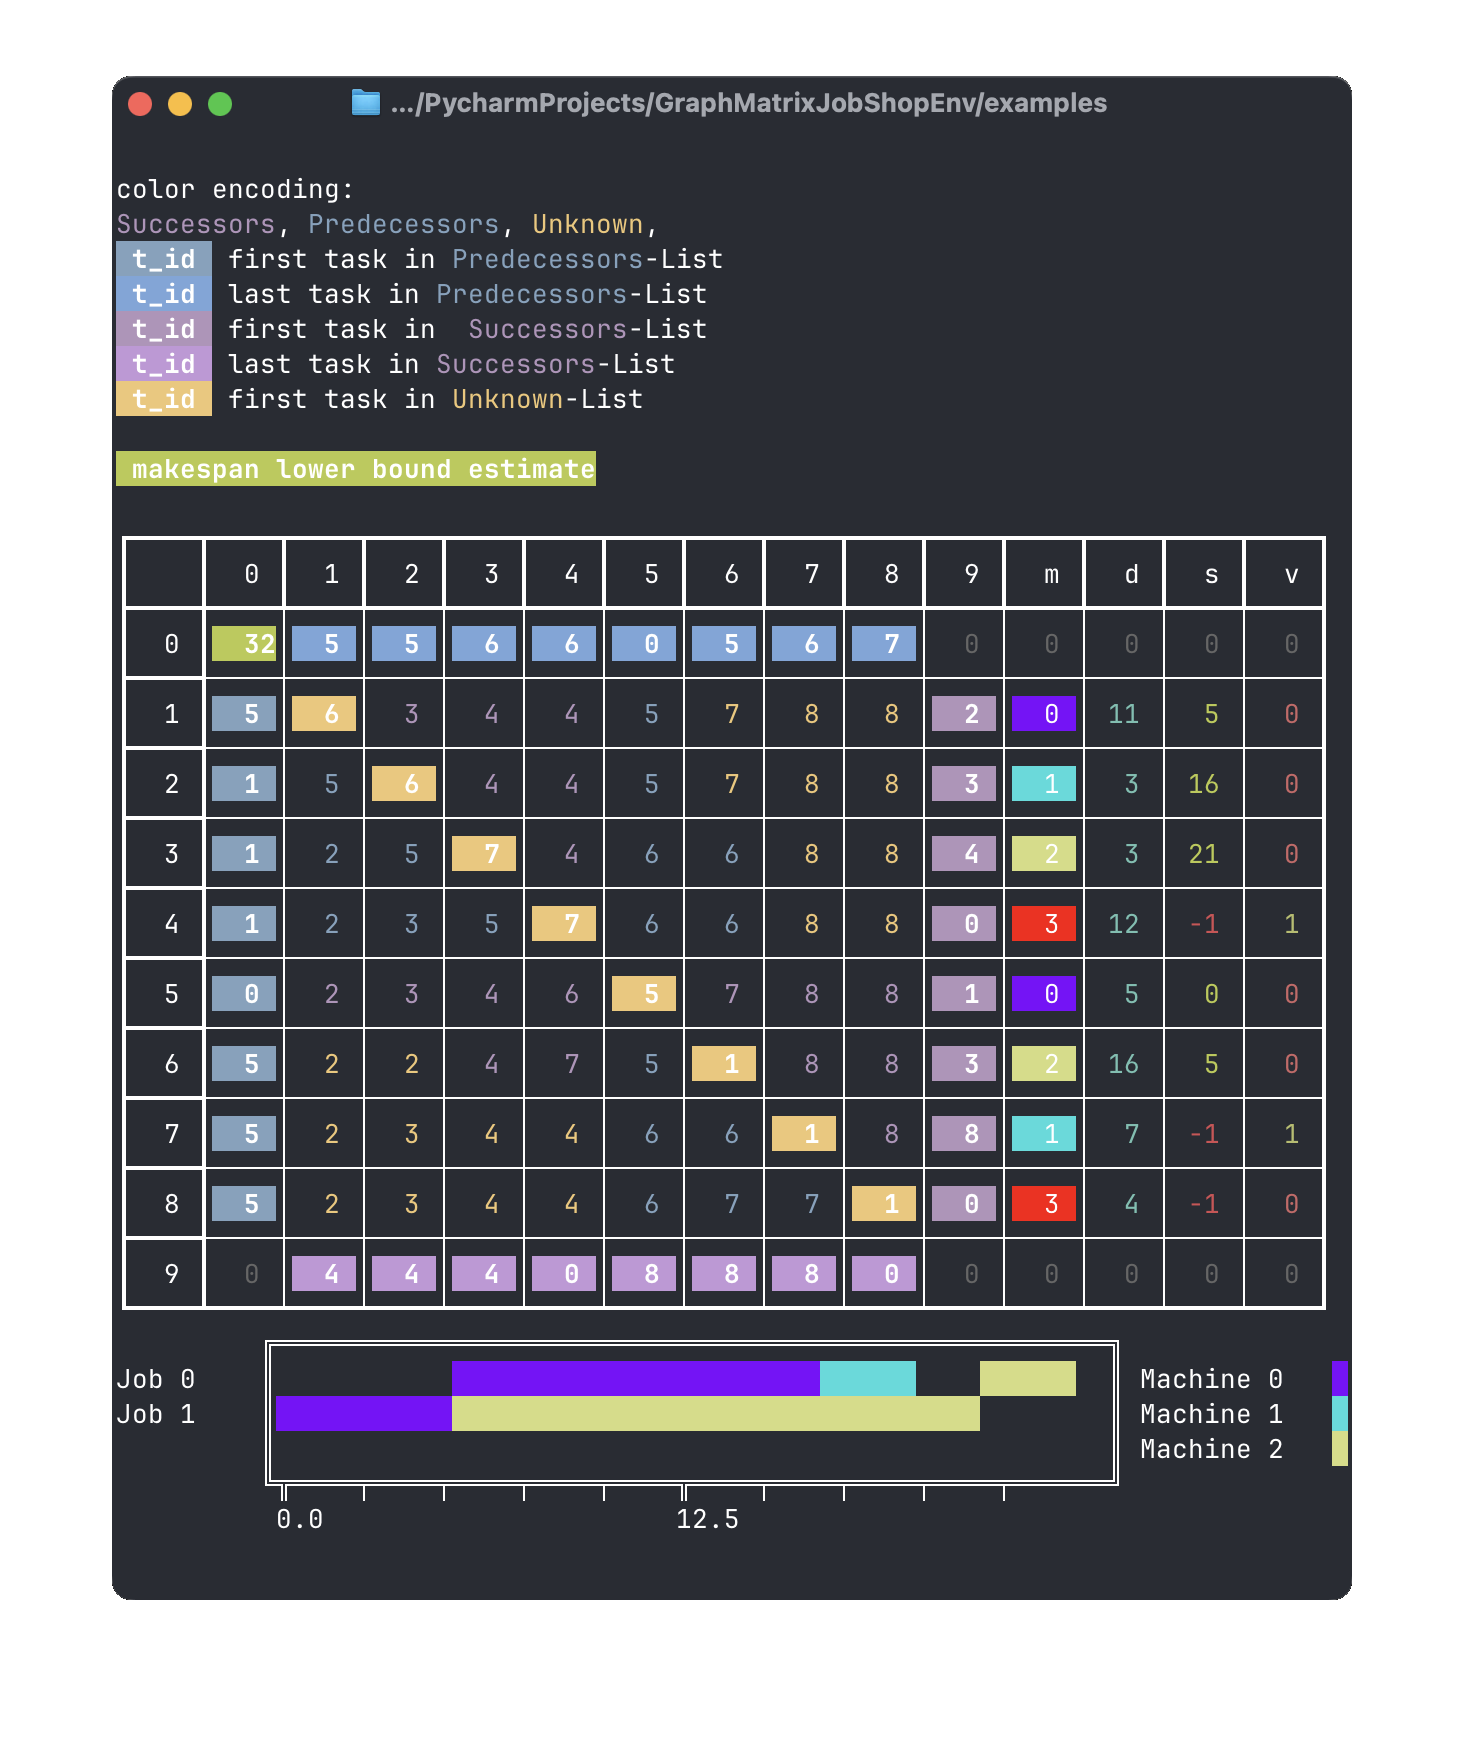 .../PycharmProjects/GraphMatrixJobShopEnv/examples
color encoding:
Successors, Predecessors, Unknown,
t_id first task in Predecessors-List
t_id last task in Predecessors-List
t_id first task in  Successors-List
t_id last task in Successors-List
t_id first task in Unknown-List
makespan lower bound estimate
0 1 2 3 4 5 6 7 8 9 m d s v
0 32 5 5 6 6 0 5 6 7 0 0 0 0 0
1 5 6 3 4 4 5 7 8 8 2 0 11 5 0
2 1 5 6 4 4 5 7 8 8 3 1 3 16 0
3 1 2 5 7 4 6 6 8 8 4 2 3 21 0
4 1 2 3 5 7 6 6 8 8 0 3 12 -1 1
5 0 2 3 4 6 5 7 8 8 1 0 5 0 0
6 5 2 2 4 7 5 1 8 8 3 2 16 5 0
7 5 2 3 4 4 6 6 1 8 8 1 7 -1 1
8 5 2 3 4 4 6 7 7 1 0 3 4 -1 0
9 0 4 4 4 0 8 8 8 0 0 0 0 0 0
Job 0 Machine 0
Job 1 Machine 1
Machine 2
0.0 12.5